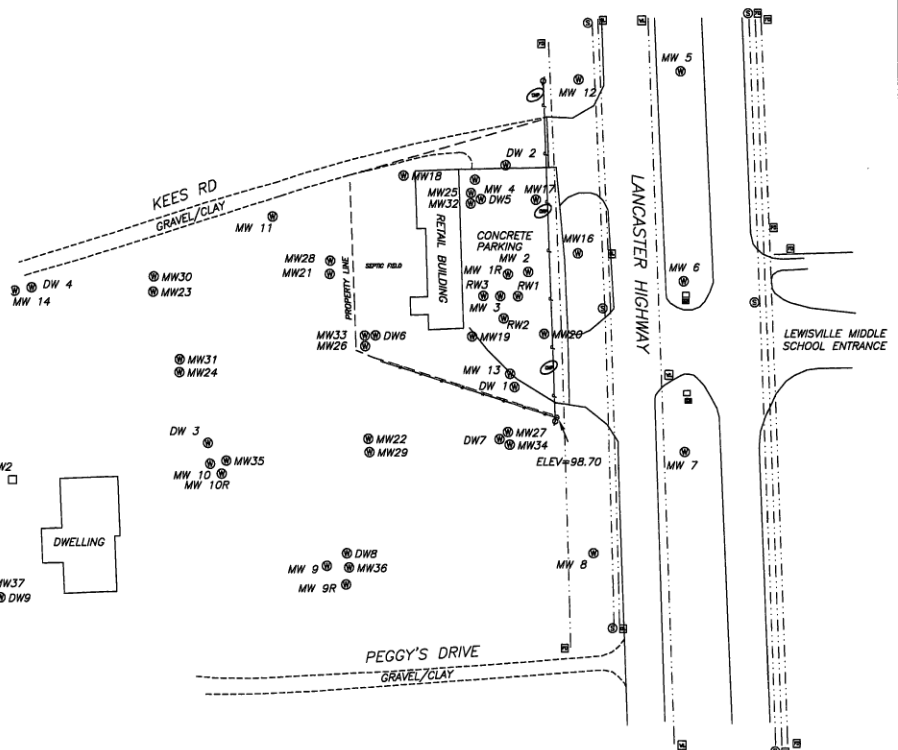 MW 5
MW 12
DW 2
MW18
KEES RD
GRAVEL/CLAY
MW25
MW 4
MW17
MW32
DW5
LANCASTER HIGHWAY
MW 11
RETAIL BUILDING
CONCRETE
PARKING
MW 2
MW16
MW28
MW21
SEPTIC FIELD
PROPERTY LINE
MW 1R
MW 6
MW30
MW23
DW 4
MW 14
RW3
RW1
MW 3
RW2
MW33
DW6
MW26
MW19
MW20
LEWISVILLE MIDDLE
SCHOOL ENTRANCE
MW31
MW24
MW 13
DW 1
DW 3
MW22
MW29
DW7
MW27
MW34
ELEV=98.70
MW 7
MW35
MW 10
MW 10R
W2
DWELLING
DW8
MW 9
MW36
MW 9R
MW 8
MW37
DW9
PEGGY'S DRIVE
GRAVEL/CLAY